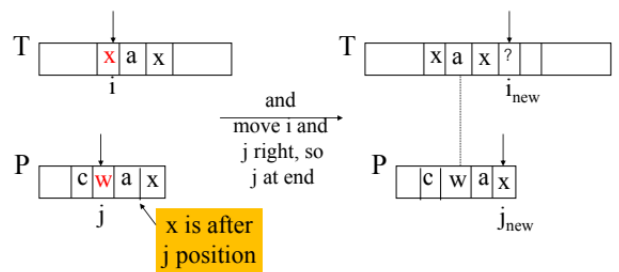 T x a x
i
P c w a x
j
x is after
j position
and
move i and
j right, so
j at end
T x a x ?
i new
P c w a x
j new